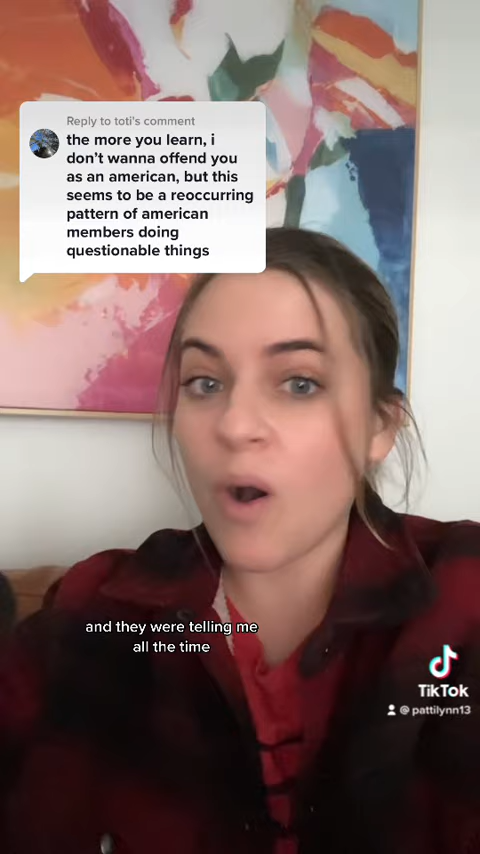 Reply to toti's comment
the more you learn, i
don't wanna offend you
as an american, but this
seems to be a reoccurring
pattern of american
members doing
questionable things
and they were telling me
all the time
TikTok
@ pattilynn13